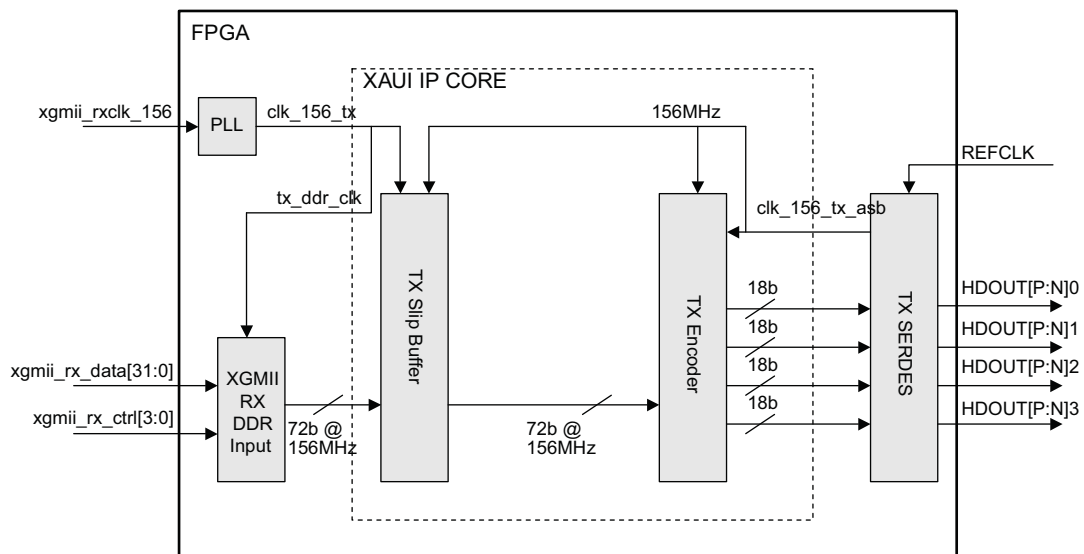 FPGA
XAUI IP CORE
xgmii_rxclk_156
PLL
clk_156_tx
156MHz
REFCLK
tx_ddr_clk
clk_156_tx_asb
TX Slip Buffer
TX Encoder
TX SERDES
18b
HDOUT[P:N]0
18b
HDOUT[P:N]1
18b
HDOUT[P:N]2
18b
HDOUT[P:N]3
xgmii_rx_data[31:0]
xgmii_rx_ctrl[3:0]
XGMII
RX
DDR
Input
72b @
156MHz
72b @
156MHz